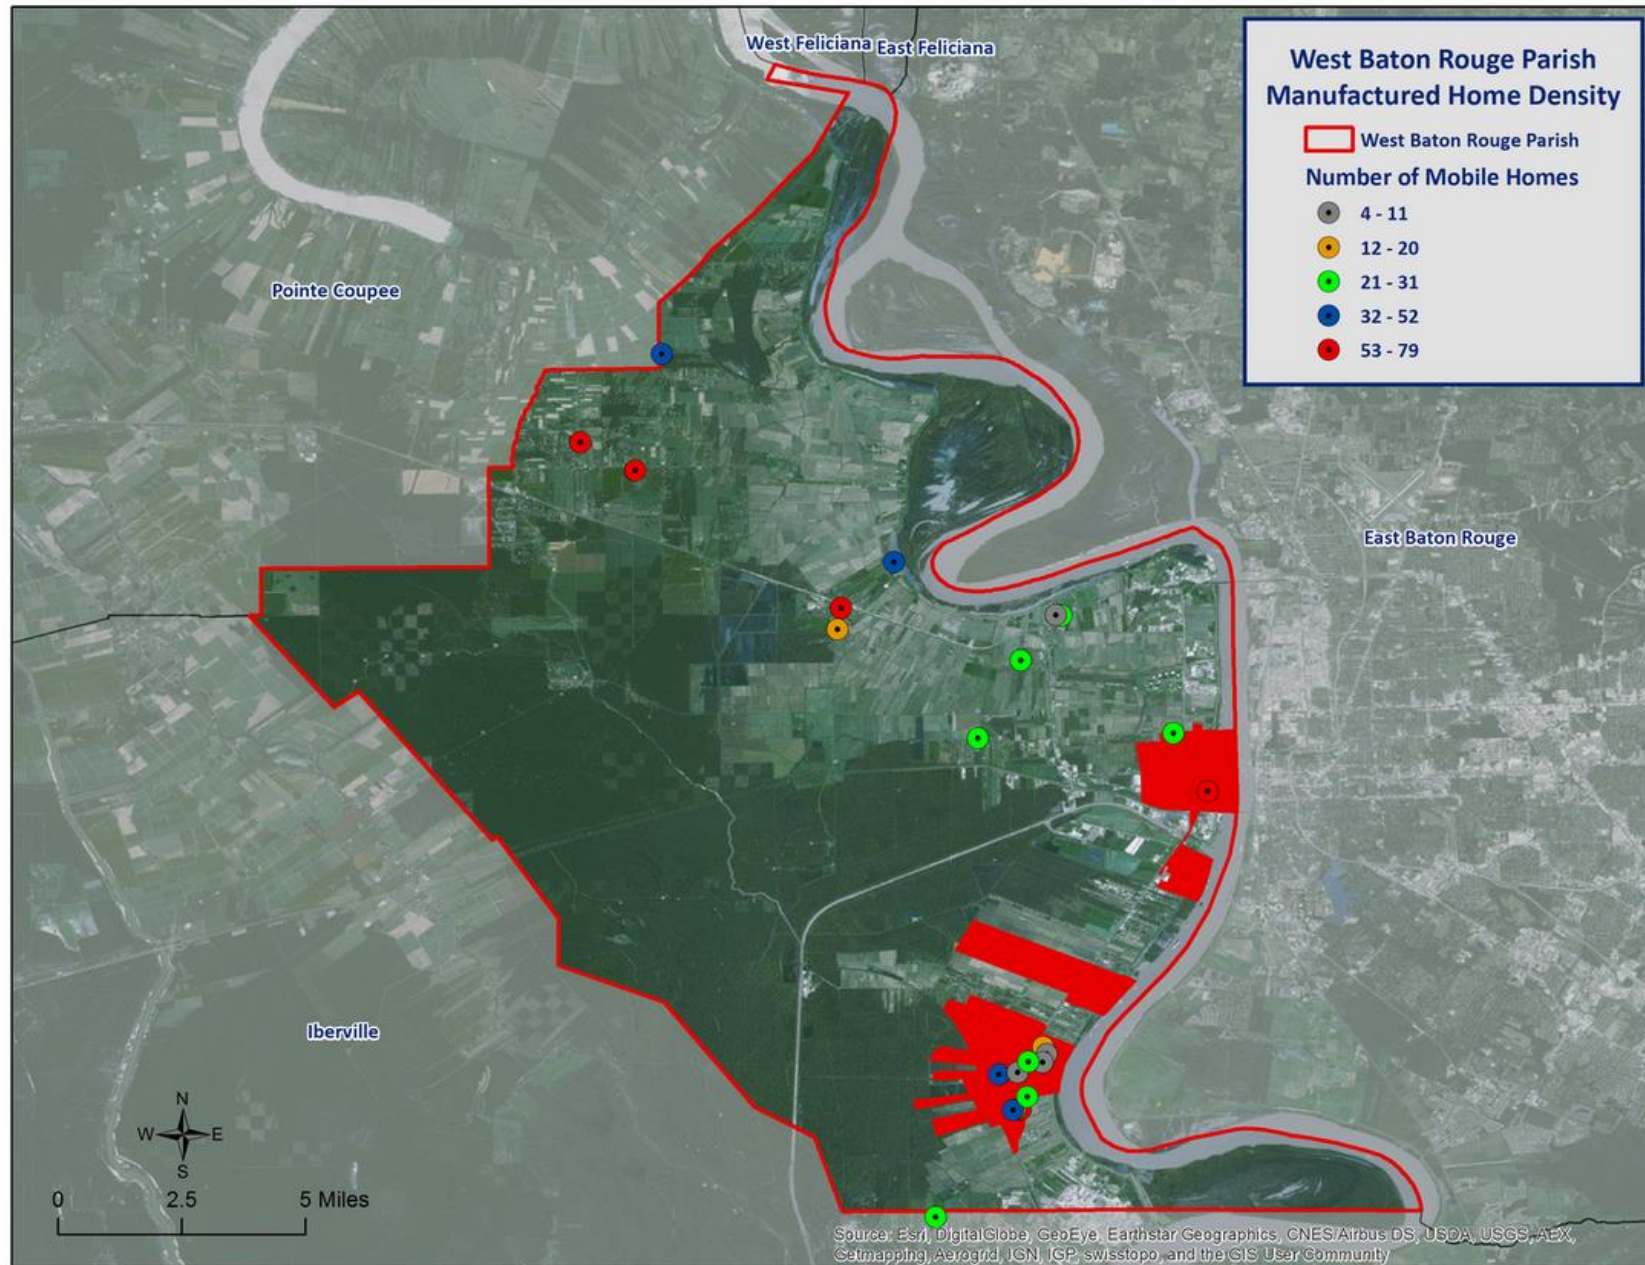 West Feliciana East Feliciana
West Baton Rouge Parish
Manufactured Home Density
West Baton Rouge Parish
Number of Mobile Homes
4 - 11
12 - 20
21 - 31
32 - 52
53 - 79
Pointe Coupee
East Baton Rouge
Iberville
N
W E
S
0 2.5 5 Miles
Source: Esri, DigitalGlobe, GeoEye, Earthstar Geographics, CNES/Airbus DS, USDA, USGS, AEX,
Getmapping, Aerogrid, IGN, IGP, swisstopo, and the GIS User Community